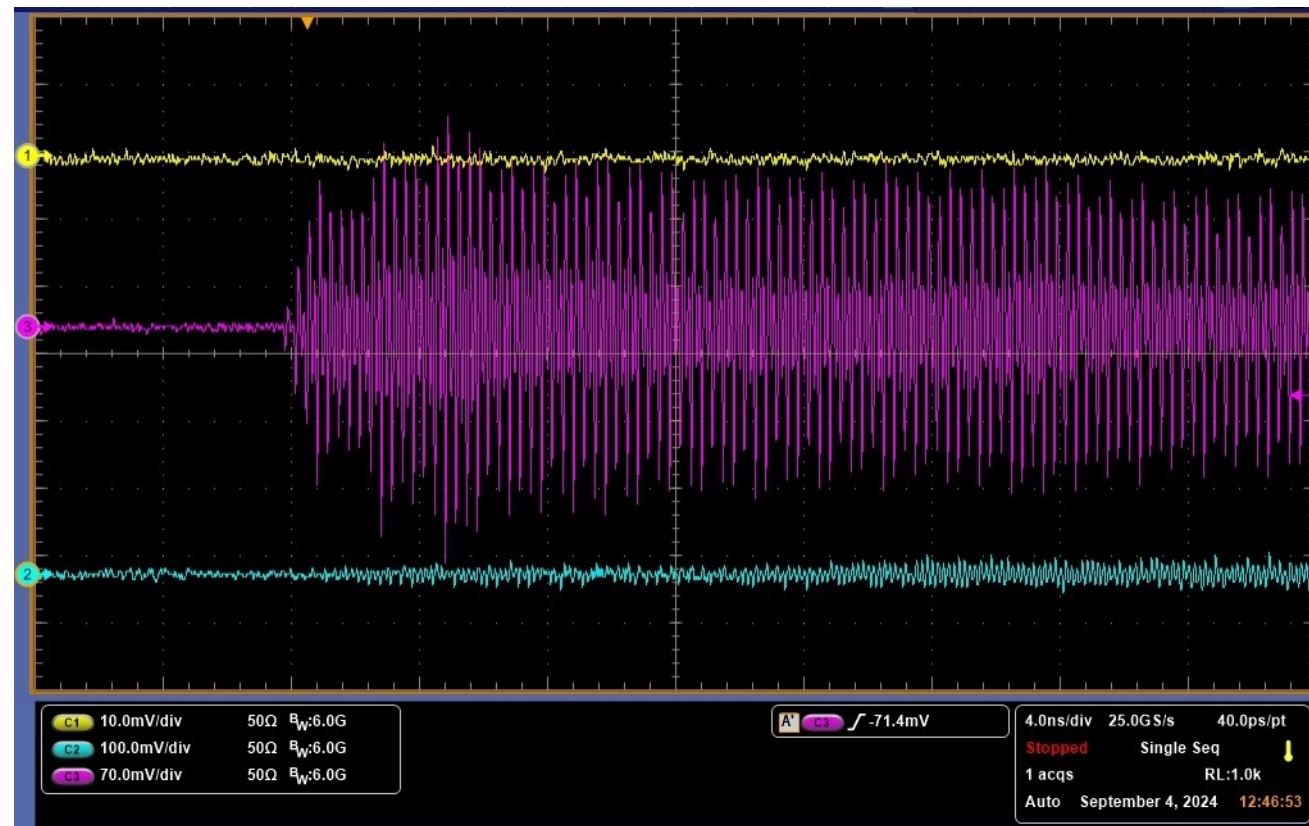 1
3
2
C1 10.0mV/div 50Ω BW:6.0G
C2 100.0mV/div 50Ω BW:6.0G
C3 70.0mV/div 50Ω BW:6.0G
A' C3 -71.4mV
4.0ns/div 25.0GS/s 40.0ps/pt
Stopped Single Seq
1 acqs RL:1.0k
Auto September 4, 2024 12:46:53